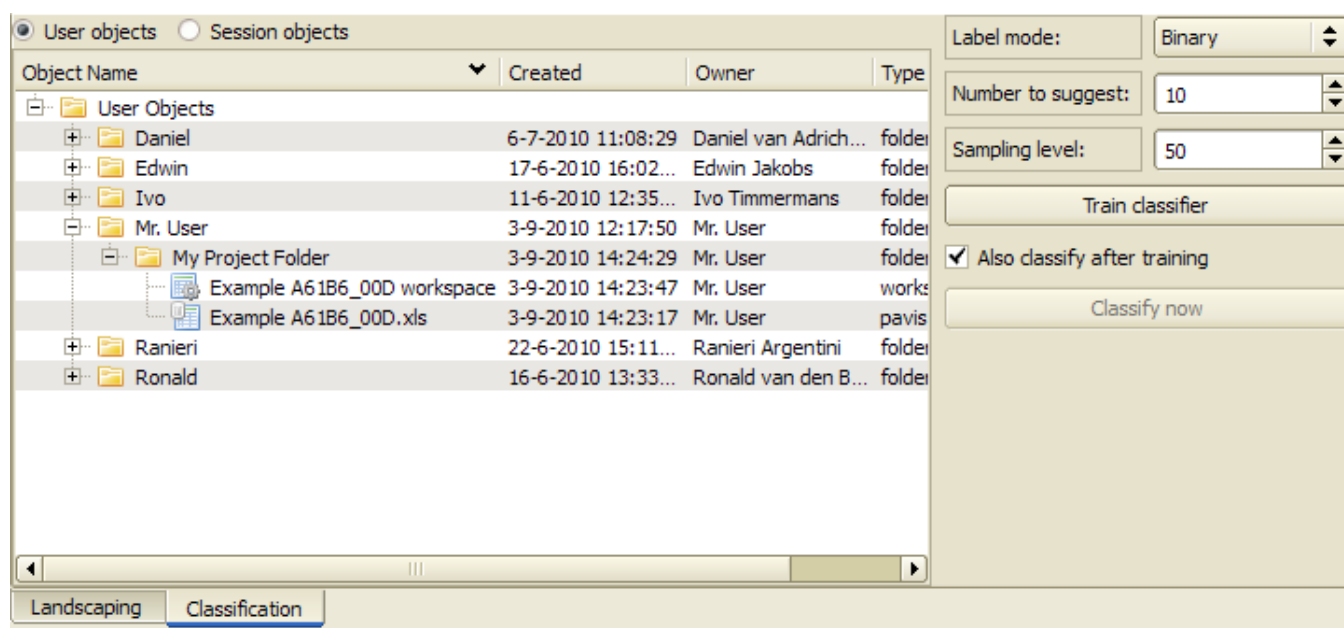 User objects Session objects
Object Name Created Owner Type
User Objects
Daniel 6-7-2010 11:08:29 Daniel van Adrich... folder
Edwin 17-6-2010 16:02... Edwin Jakobs folder
Ivo 11-6-2010 12:35... Ivo Timmermans folder
Mr. User 3-9-2010 12:17:50 Mr. User folder
My Project Folder 3-9-2010 14:24:29 Mr. User folder
Example A61B6_00D workspace 3-9-2010 14:23:47 Mr. User works
Example A61B6_00D.xls 3-9-2010 14:23:17 Mr. User pavis
Ranieri 22-6-2010 15:11... Ranieri Argentini folder
Ronald 16-6-2010 13:33... Ronald van den B... folder
Landscaping Classification
Label mode: Binary
Number to suggest: 10
Sampling level: 50
Train classifier
Also classify after training
Classify now